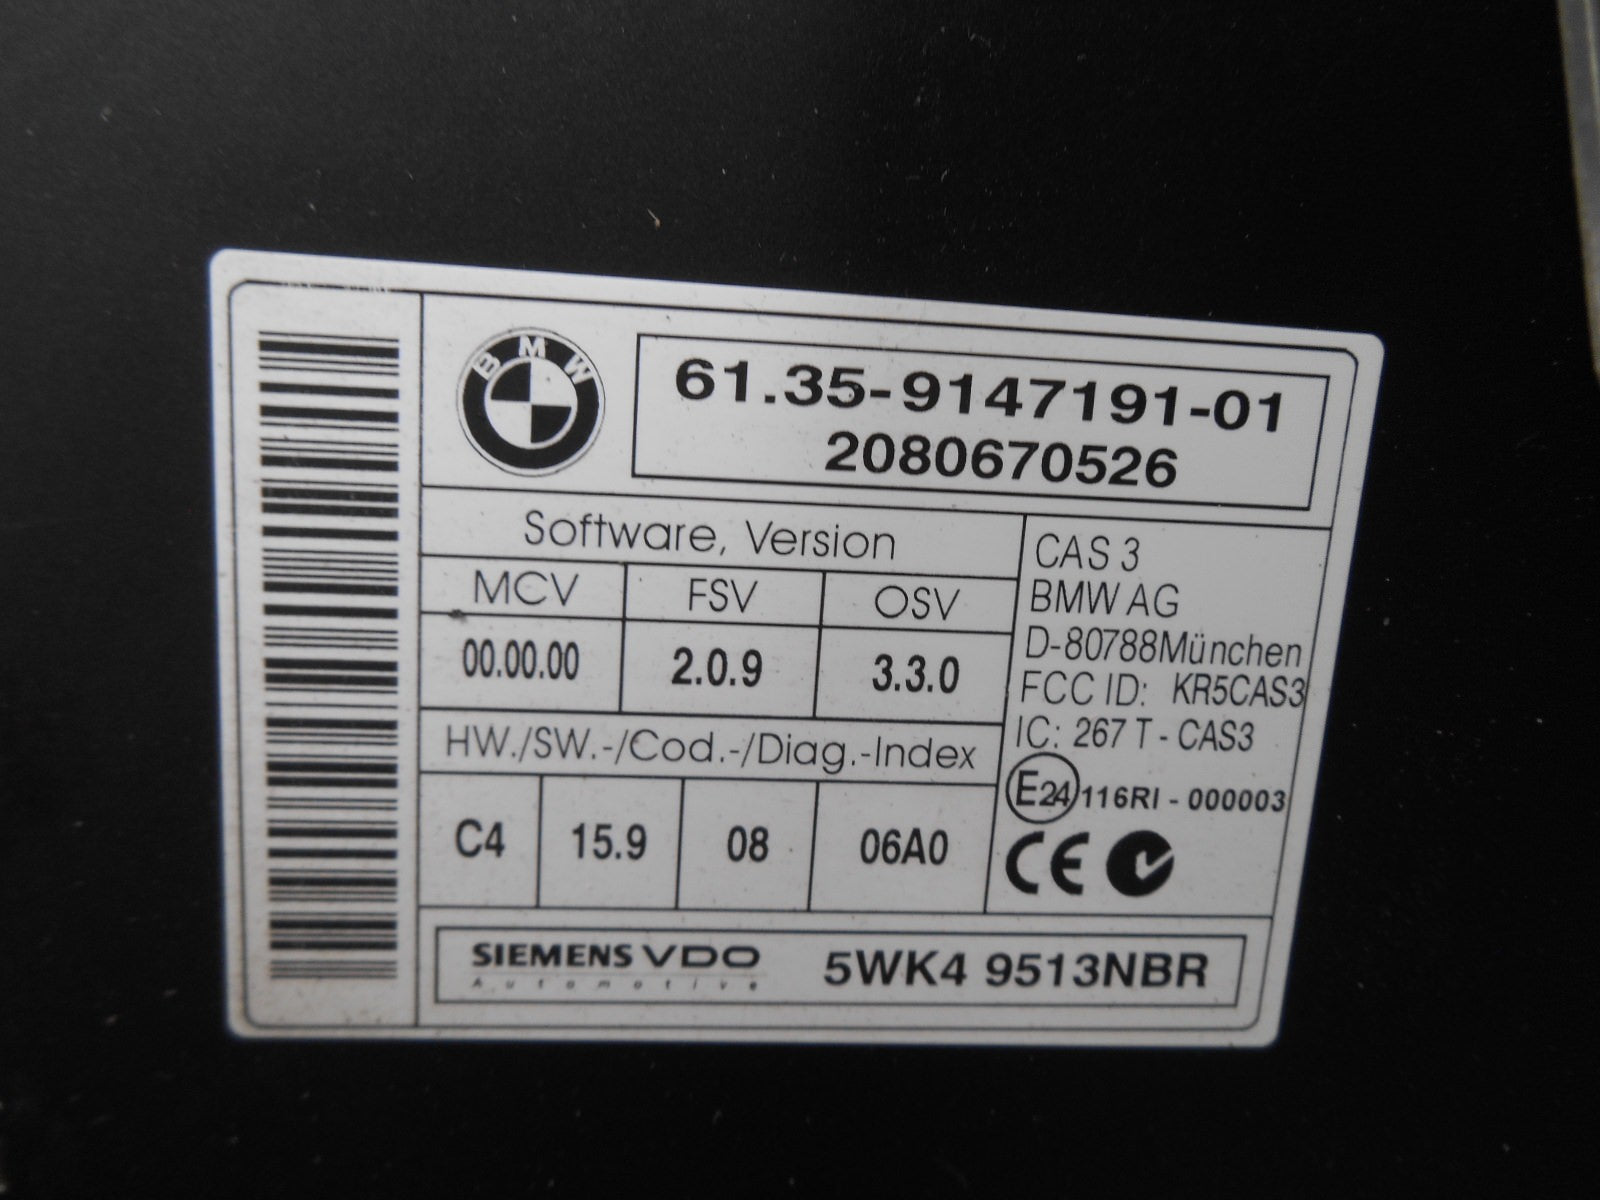 BMW
61.35-9147191-01
2080670526
Software, Version
MCV FSV OSV
00.00.00 2.0.9 3.3.0
HW./SW.-/Cod.-/Diag.-Index
C4 15.9 08 06A0
CAS 3
BMW AG
D-80788München
FCC ID: KR5CAS3
IC: 267 T - CAS3
E24 116RI - 000003
CE
SIEMENS VDO
Automotive
5WK4 9513NBR